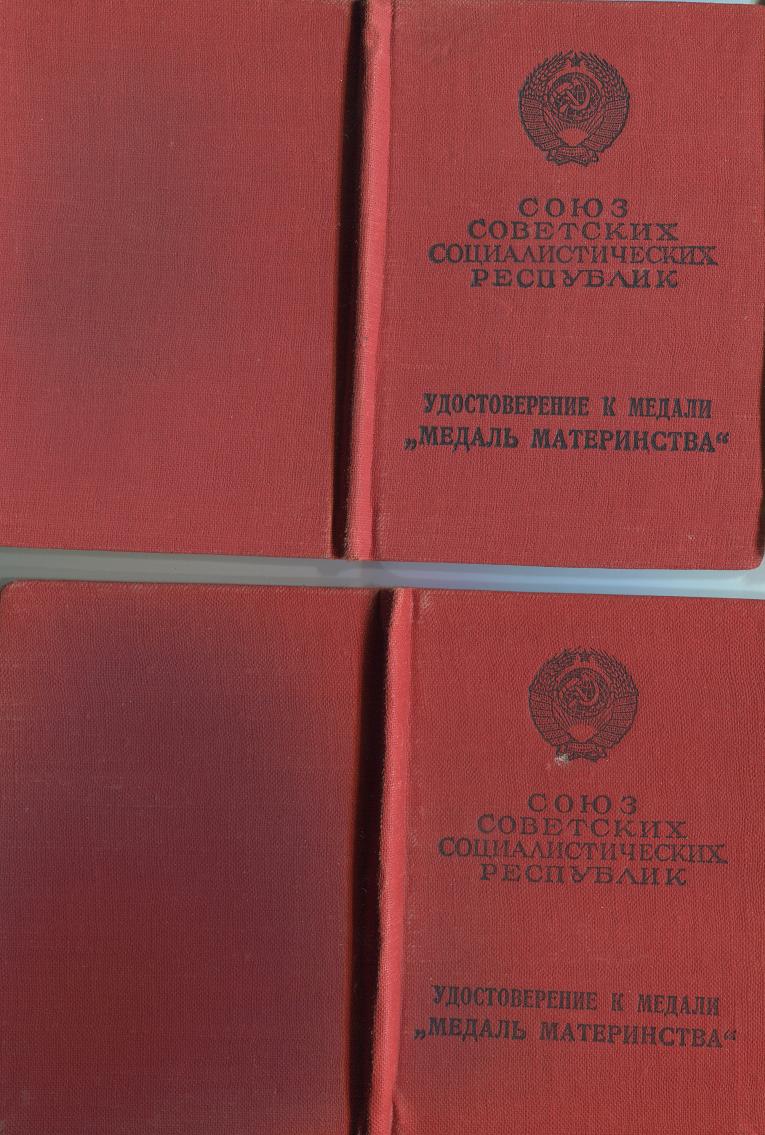 СОЮЗ
СОВЕТСКИХ
СОЦИАЛИСТИЧЕСКИХ
РЕСПУБЛИК
УДОСТОВЕРЕНИЕ К МЕДАЛИ
„МЕДАЛЬ МАТЕРИНСТВА“
СОЮЗ
СОВЕТСКИХ
СОЦИАЛИСТИЧЕСКИХ
РЕСПУБЛИК
УДОСТОВЕРЕНИЕ К МЕДАЛИ
„МЕДАЛЬ МАТЕРИНСТВА“